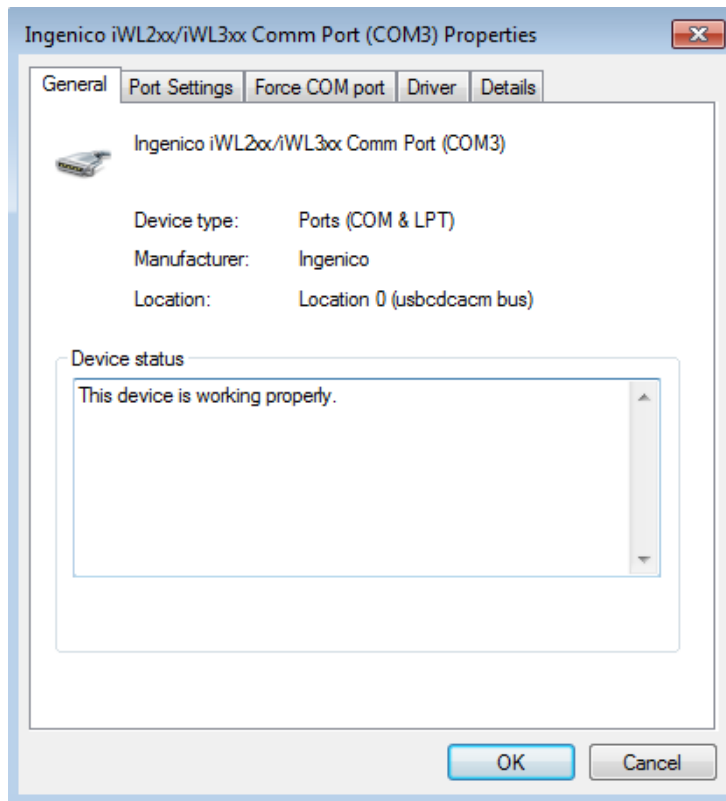 Ingenico iWL2xx/iWL3xx Comm Port (COM3) Properties
General Port Settings Force COM port Driver Details
Ingenico iWL2xx/iWL3xx Comm Port (COM3)
Device type: Ports (COM & LPT)
Manufacturer: Ingenico
Location: Location 0 (usbcdcacm bus)
Device status
This device is working properly.
OK Cancel